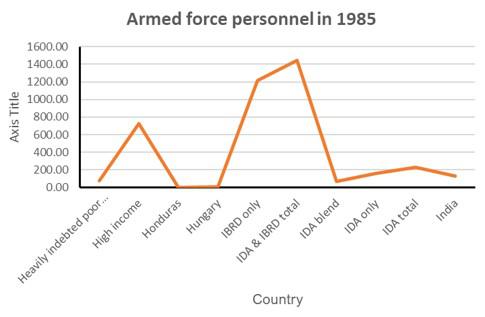 Armed force personnel in 1985
1600.00
1400.00
1200.00
1000.00
800.00
600.00
400.00
200.00
0.00
Axis Title
Heavily indebted poor...
High income
Honduras
Hungary
IBRD only
IDA & IBRD total
IDA blend
IDA only
IDA total
India
Country